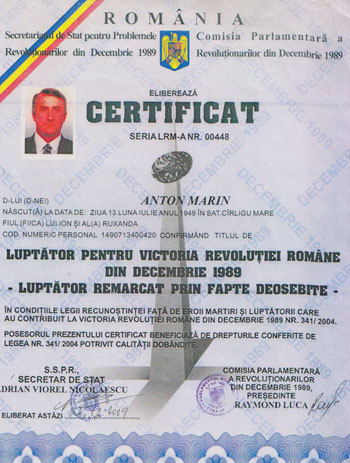 ROMÂNIA
Secretariatul de Stat pentru Problemele
Revoluționarilor din Decembrie 1989
Comisia Parlamentară a
Revoluționarilor din Decembrie 1989
ELIBEREAZĂ
CERTIFICAT
SERIA LRM-A NR. 00448
D-LUI (D-NEI) ANTON MARIN
NĂSCUT(Ă) LA DATA DE: ZIUA 13 LUNA IULIE ANUL 1949 ÎN SAT.CÎRLIGU MARE
FIUL (FIICA) LUI ION ȘI AL(A) RUXANDA
COD NUMERIC PERSONAL 1490713400420 CONFIRMÂND TITLUL DE
LUPTĂTOR PENTRU VICTORIA REVOLUȚIEI ROMÂNE
DIN DECEMBRIE 1989
- LUPTĂTOR REMARCAT PRIN FAPTE DEOSEBITE -
ÎN CONDIȚIILE LEGII RECUNOȘTINȚEI FAȚĂ DE EROII MARTIRI ȘI LUPTĂTORII CARE
AU CONTRIBUIT LA VICTORIA REVOLUȚIEI ROMÂNE DIN DECEMBRIE 1989 NR. 341/ 2004.
POSESORUL PREZENTULUI CERTIFICAT BENEFICIAZĂ DE DREPTURILE CONFERITE DE
LEGEA NR. 341/ 2004 POTRIVIT CALITĂȚII DOBÂNDITE.
S.S.P.R.,
SECRETAR DE STAT
ADRIAN VIOREL NICOLAESCU
COMISIA PARLAMENTARĂ
A REVOLUȚIONARILOR
DIN DECEMBRIE 1989,
PREȘEDINTE
RAYMOND LUCA
ELIBERAT ASTĂZI 2009